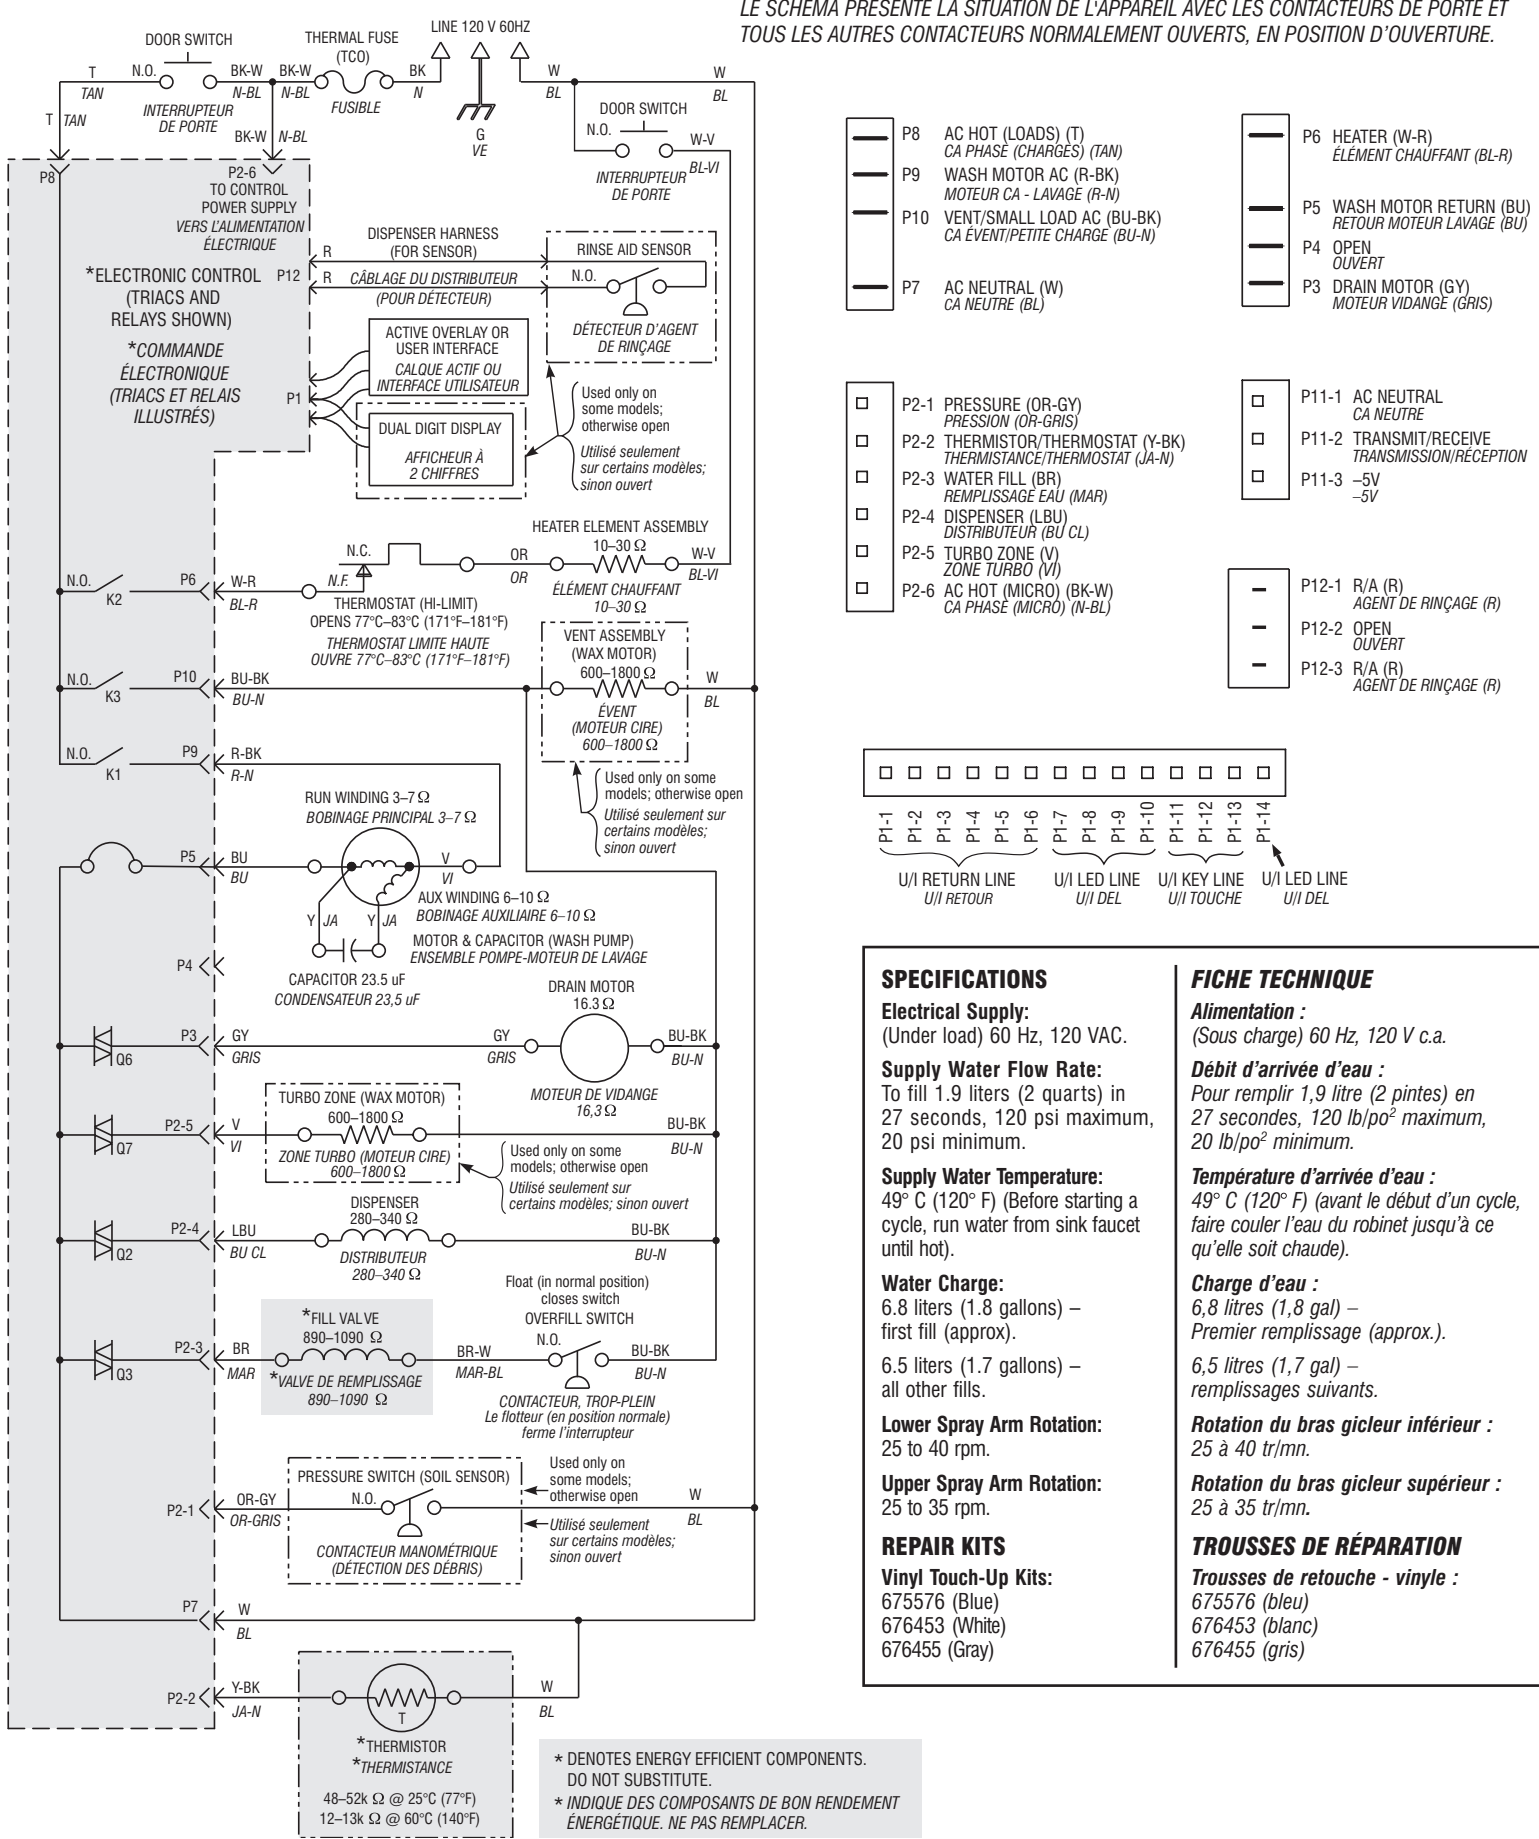 LE SCHÉMA PRÉSENTE LA SITUATION DE L'APPAREIL AVEC LES CONTACTEURS DE PORTE ET
TOUS LES AUTRES CONTACTEURS NORMALEMENT OUVERTS, EN POSITION D'OUVERTURE.
DOOR SWITCH
THERMAL FUSE
(TCO)
LINE 120 V 60HZ
T
TAN
N.O.
BK-W
N-BL
BK-W
N-BL
BK
N
W
BL
W
BL
INTERRUPTEUR
DE PORTE
FUSIBLE
T TAN
BK-W N-BL
G
VE
DOOR SWITCH
N.O.
W-V
BL-VI
INTERRUPTEUR
DE PORTE
P8
P2-6
TO CONTROL
POWER SUPPLY
VERS L'ALIMENTATION
ÉLECTRIQUE
*ELECTRONIC CONTROL
(TRIACS AND
RELAYS SHOWN)
*COMMANDE
ÉLECTRONIQUE
(TRIACS ET RELAIS
ILLUSTRÉS)
P12
R
R
DISPENSER HARNESS
(FOR SENSOR)
CÂBLAGE DU DISTRIBUTEUR
(POUR DÉTECTEUR)
RINSE AID SENSOR
N.O.
DÉTECTEUR D'AGENT
DE RINÇAGE
ACTIVE OVERLAY OR
USER INTERFACE
CALQUE ACTIF OU
INTERFACE UTILISATEUR
P1
DUAL DIGIT DISPLAY
AFFICHEUR À
2 CHIFFRES
Used only on
some models;
otherwise open
Utilisé seulement
sur certains modèles;
sinon ouvert
HEATER ELEMENT ASSEMBLY
10–30 Ω
N.C.
N.F.
OR
OR
W-V
BL-VI
ÉLÉMENT CHAUFFANT
10–30 Ω
N.O.
K2
P6
W-R
BL-R
THERMOSTAT (HI-LIMIT)
OPENS 77°C–83°C (171°F–181°F)
THERMOSTAT LIMITE HAUTE
OUVRE 77°C–83°C (171°F–181°F)
VENT ASSEMBLY
(WAX MOTOR)
600–1800 Ω
ÉVENT
(MOTEUR CIRE)
600–1800 Ω
N.O.
K3
P10
BU-BK
BU-N
W
BL
Used only on some
models; otherwise open
Utilisé seulement sur
certains modèles;
sinon ouvert
N.O.
K1
P9
R-BK
R-N
RUN WINDING 3–7 Ω
BOBINAGE PRINCIPAL 3–7 Ω
P5
BU
BU
V
VI
AUX WINDING 6–10 Ω
BOBINAGE AUXILIAIRE 6–10 Ω
Y JA
Y JA
MOTOR & CAPACITOR (WASH PUMP)
ENSEMBLE POMPE-MOTEUR DE LAVAGE
P4
CAPACITOR 23.5 uF
CONDENSATEUR 23,5 uF
DRAIN MOTOR
16.3 Ω
Q6
P3
GY
GRIS
GY
GRIS
BU-BK
BU-N
MOTEUR DE VIDANGE
16,3 Ω
TURBO ZONE (WAX MOTOR)
600–1800 Ω
Q7
P2-5
V
VI
BU-BK
BU-N
ZONE TURBO (MOTEUR CIRE)
600–1800 Ω
Used only on some
models; otherwise open
Utilisé seulement sur
certains modèles; sinon ouvert
DISPENSER
280–340 Ω
Q2
P2-4
LBU
BU CL
BU-BK
BU-N
DISTRIBUTEUR
280–340 Ω
Float (in normal position)
closes switch
OVERFILL SWITCH
*FILL VALVE
890–1090 Ω
Q3
P2-3
BR
MAR
BR-W
MAR-BL
N.O.
BU-BK
BU-N
*VALVE DE REMPLISSAGE
890–1090 Ω
CONTACTEUR, TROP-PLEIN
Le flotteur (en position normale)
ferme l'interrupteur
PRESSURE SWITCH (SOIL SENSOR)
Used only on
some models;
otherwise open
Utilisé seulement
sur certains modèles;
sinon ouvert
P2-1
OR-GY
OR-GRIS
N.O.
W
BL
CONTACTEUR MANOMÉTRIQUE
(DÉTECTION DES DÉBRIS)
P7
W
BL
P2-2
Y-BK
JA-N
T
W
BL
*THERMISTOR
*THERMISTANCE
48–52k Ω @ 25°C (77°F)
12–13k Ω @ 60°C (140°F)
* DENOTES ENERGY EFFICIENT COMPONENTS.
DO NOT SUBSTITUTE.
* INDIQUE DES COMPOSANTS DE BON RENDEMENT
ÉNERGÉTIQUE. NE PAS REMPLACER.
P8 AC HOT (LOADS) (T)
CA PHASE (CHARGES) (TAN)
P9 WASH MOTOR AC (R-BK)
MOTEUR CA - LAVAGE (R-N)
P10 VENT/SMALL LOAD AC (BU-BK)
CA ÉVENT/PETITE CHARGE (BU-N)
P7 AC NEUTRAL (W)
CA NEUTRE (BL)
P6 HEATER (W-R)
ÉLÉMENT CHAUFFANT (BL-R)
P5 WASH MOTOR RETURN (BU)
RETOUR MOTEUR LAVAGE (BU)
P4 OPEN
OUVERT
P3 DRAIN MOTOR (GY)
MOTEUR VIDANGE (GRIS)
P2-1 PRESSURE (OR-GY)
PRESSION (OR-GRIS)
P2-2 THERMISTOR/THERMOSTAT (Y-BK)
THERMISTANCE/THERMOSTAT (JA-N)
P2-3 WATER FILL (BR)
REMPLISSAGE EAU (MAR)
P2-4 DISPENSER (LBU)
DISTRIBUTEUR (BU CL)
P2-5 TURBO ZONE (V)
ZONE TURBO (VI)
P2-6 AC HOT (MICRO) (BK-W)
CA PHASE (MICRO) (N-BL)
P11-1 AC NEUTRAL
CA NEUTRE
P11-2 TRANSMIT/RECEIVE
TRANSMISSION/RÉCEPTION
P11-3 –5V
–5V
P12-1 R/A (R)
AGENT DE RINÇAGE (R)
P12-2 OPEN
OUVERT
P12-3 R/A (R)
AGENT DE RINÇAGE (R)
P1-1 P1-2 P1-3 P1-4 P1-5 P1-6 P1-7 P1-8 P1-9 P1-10 P1-11 P1-12 P1-13 P1-14
U/I RETURN LINE
U/I RETOUR
U/I LED LINE
U/I DEL
U/I KEY LINE
U/I TOUCHE
U/I LED LINE
U/I DEL
SPECIFICATIONS
Electrical Supply:
(Under load) 60 Hz, 120 VAC.
Supply Water Flow Rate:
To fill 1.9 liters (2 quarts) in
27 seconds, 120 psi maximum,
20 psi minimum.
Supply Water Temperature:
49° C (120° F) (Before starting a
cycle, run water from sink faucet
until hot).
Water Charge:
6.8 liters (1.8 gallons) –
first fill (approx).
6.5 liters (1.7 gallons) –
all other fills.
Lower Spray Arm Rotation:
25 to 40 rpm.
Upper Spray Arm Rotation:
25 to 35 rpm.
REPAIR KITS
Vinyl Touch-Up Kits:
675576 (Blue)
676453 (White)
676455 (Gray)
FICHE TECHNIQUE
Alimentation :
(Sous charge) 60 Hz, 120 V c.a.
Débit d'arrivée d'eau :
Pour remplir 1,9 litre (2 pintes) en
27 secondes, 120 lb/po² maximum,
20 lb/po² minimum.
Température d'arrivée d'eau :
49° C (120° F) (avant le début d'un cycle,
faire couler l'eau du robinet jusqu'à ce
qu'elle soit chaude).
Charge d'eau :
6,8 litres (1,8 gal) –
Premier remplissage (approx.).
6,5 litres (1,7 gal) –
remplissages suivants.
Rotation du bras gicleur inférieur :
25 à 40 tr/mn.
Rotation du bras gicleur supérieur :
25 à 35 tr/mn.
TROUSSES DE RÉPARATION
Trousses de retouche - vinyle :
675576 (bleu)
676453 (blanc)
676455 (gris)